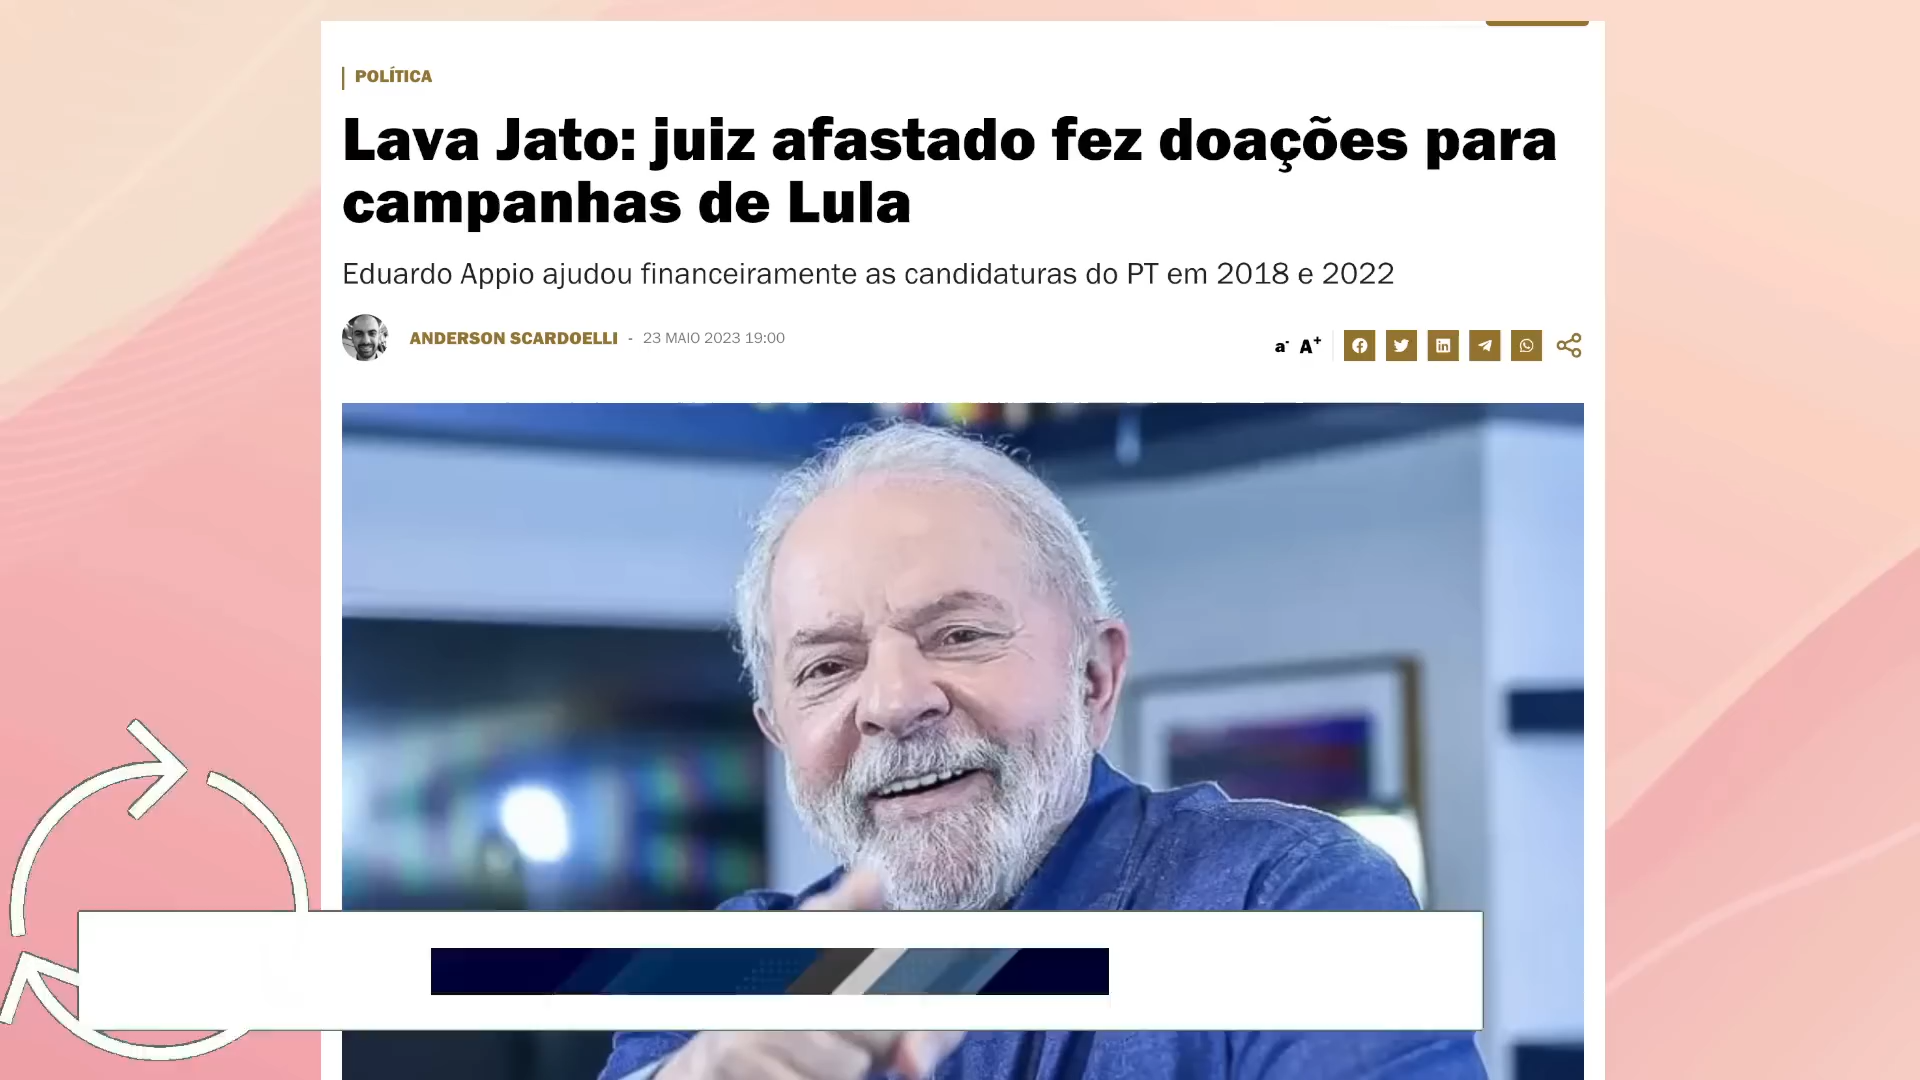 POLÍTICA
Lava Jato: juiz afastado fez doações para
campanhas de Lula
Eduardo Appio ajudou financeiramente as candidaturas do PT em 2018 e 2022
ANDERSON SCARDOELLI - 23 MAIO 2023 19:00
a- A+